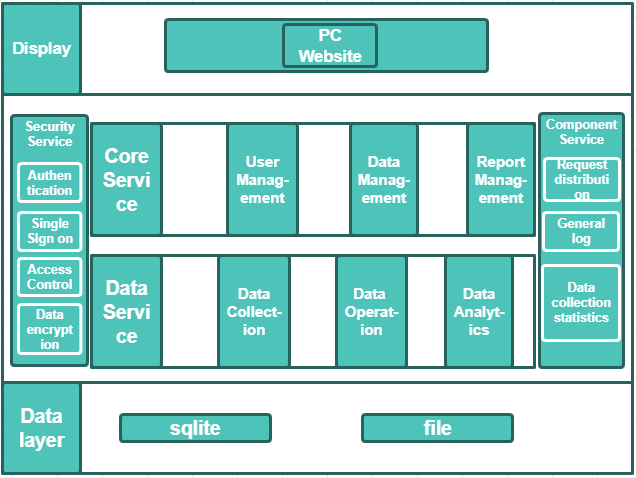 Display
PC
Website
Security
Service
Authen
tication
Single
SIgn on
Access
Control
Data
encrypt
ion
Core
Servi
ce
User
Manag-
ement
Data
Manag-
ement
Report
Manag-
ement
Data
Servi
ce
Data
Collect-
ion
Data
Operat-
ion
Data
Analyt-
ics
Component
Service
Request
distributi
on
General
log
Data
collection
statistics
Data
layer
sqlite
file